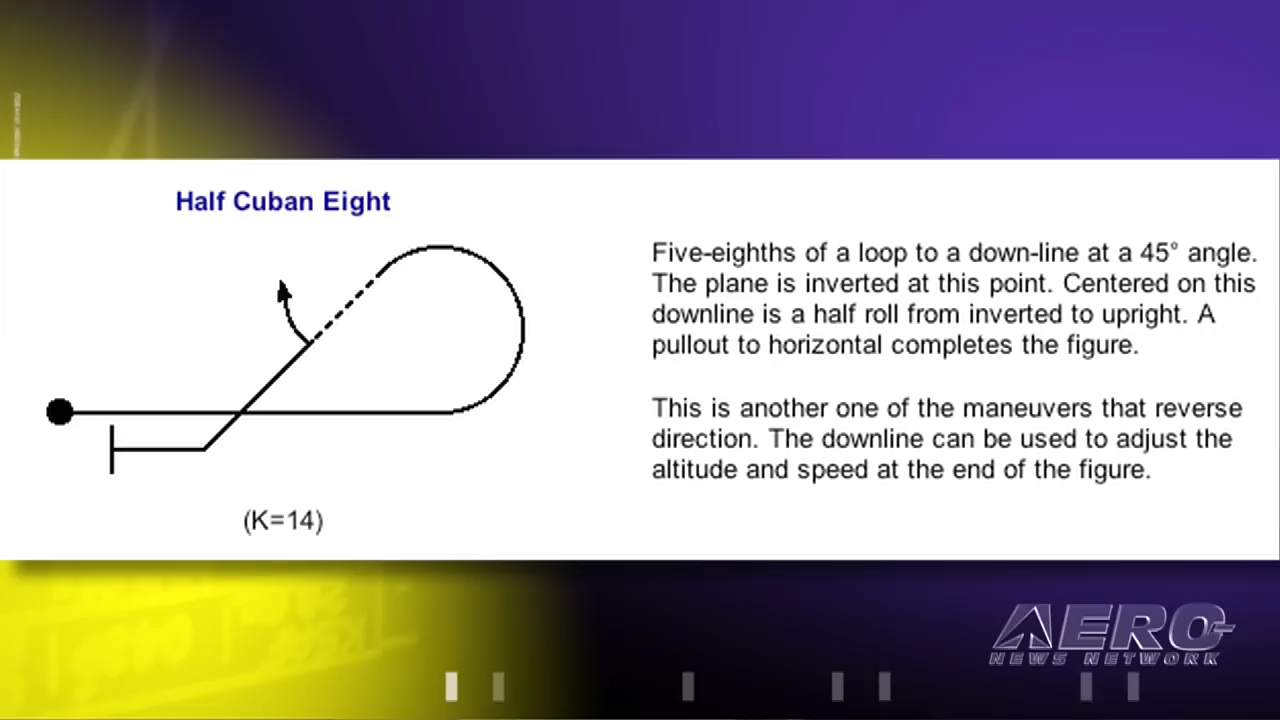 Half Cuban Eight
Five-eighths of a loop to a down-line at a 45° angle.
The plane is inverted at this point. Centered on this
downline is a half roll from inverted to upright. A
pullout to horizontal completes the figure.
This is another one of the maneuvers that reverse
direction. The downline can be used to adjust the
altitude and speed at the end of the figure.
(K=14)
AERO
NEWS NETWORK